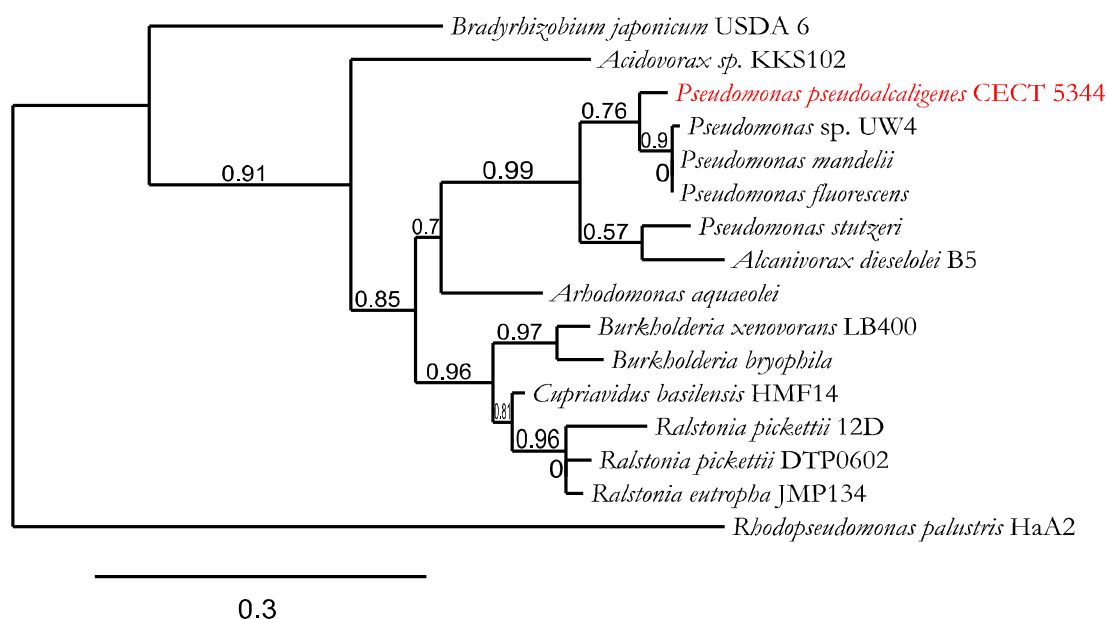 Bradyrhizobium japonicum USDA 6
Acidovorax sp. KKS102
Pseudomonas pseudoalcaligenes CECT 5344
0.76
Pseudomonas sp. UW4
0.9
Pseudomonas mandelii
0.99
0
0.91
Pseudomonas fluorescens
Pseudomonas stutzeri
0.7
0.57
Alcanivorax dieselolei B5
Arhodomonas aquaeolei
0.85
Burkholderia xenovorans LB400
0.97
Burkholderia bryophila
0.96
Cupriavidus basilensis HMF14
0.81
Ralstonia pickettii 12D
0.96
Ralstonia pickettii DTP0602
0
Ralstonia eutropha JMP134
Rhodopseudomonas palustris HaA2
0.3